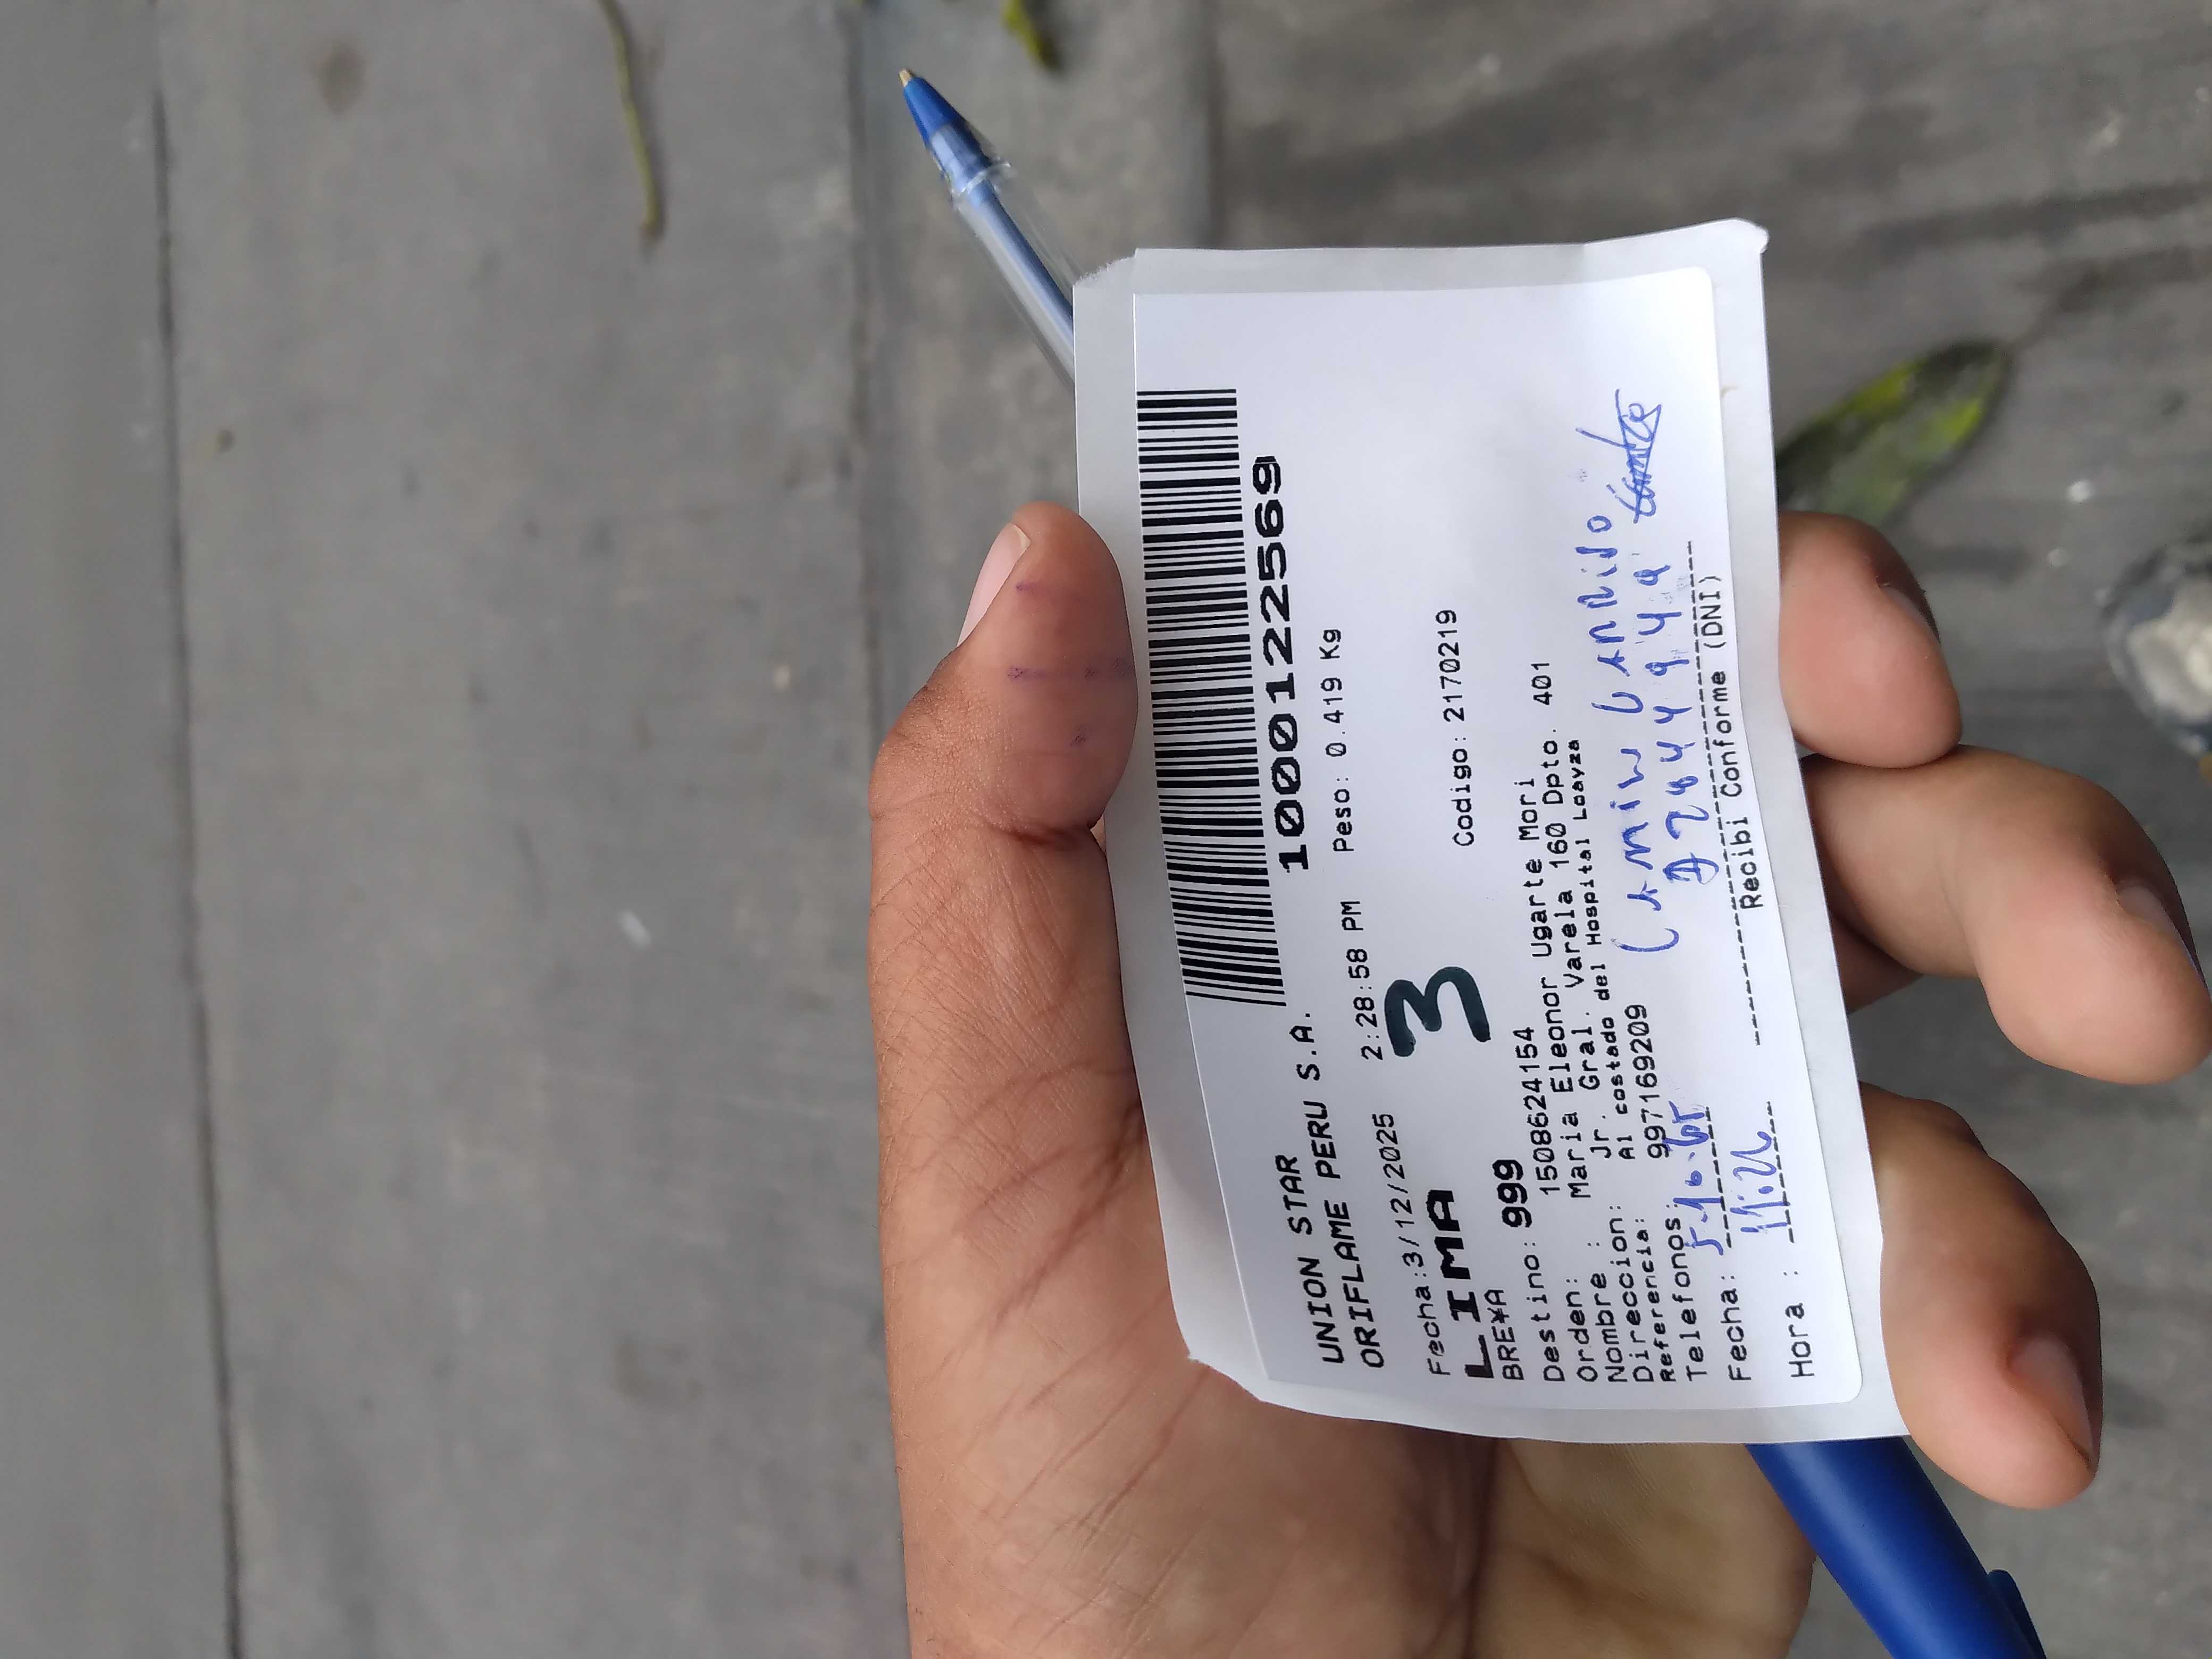 UNION STAR
ORIFLAME PERU S.A.
10001222569
Fecha:3/12/2025 2:28:58 PM Peso: 0.419 Kg
LIMA 3
BRE¥A
Destino: 999 Codigo: 2170219
Orden: 1508624154
Nombre : Maria Eleonor Ugarte Mori
Direccion: Jr. Gral. Varela 160 Dpto. 401
Referencia: Al costado del Hospital Loayza
Telefonos: 997169209
Fecha:
Hora :
Recibi Conforme (DNI)